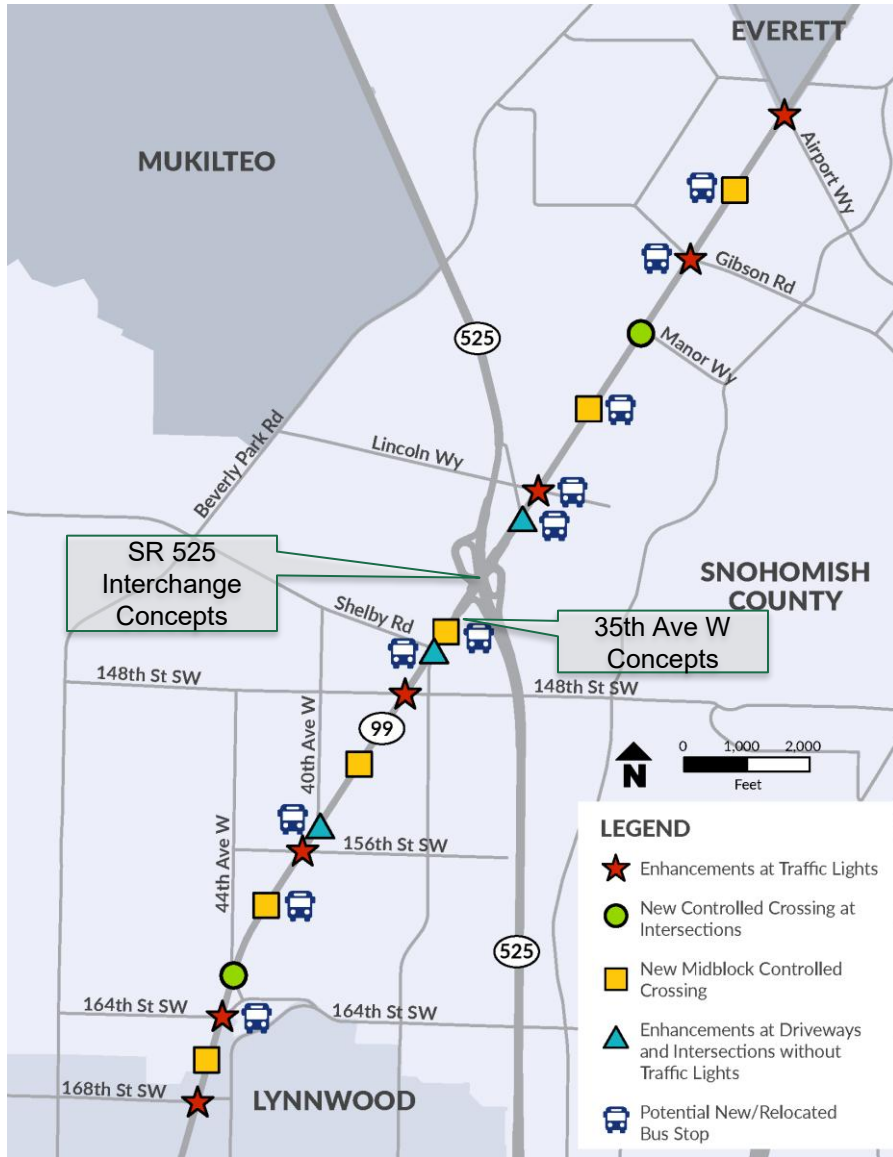 EVERETT
MUKILTEO
Airport Wy
Gibson Rd
525
Manor Wy
Beverly Park Rd
Lincoln Wy
SR 525
Interchange
Concepts
SNOHOMISH
COUNTY
Shelby Rd
35th Ave W
Concepts
148th St SW
148th St SW
99
40th Ave W
N
0 1,000 2,000
Feet
44th Ave W
156th St SW
LEGEND
Enhancements at Traffic Lights
New Controlled Crossing at
Intersections
525
New Midblock Controlled
Crossing
164th St SW
164th St SW
Enhancements at Driveways
and Intersections without
Traffic Lights
168th St SW
LYNNWOOD
Potential New/Relocated
Bus Stop